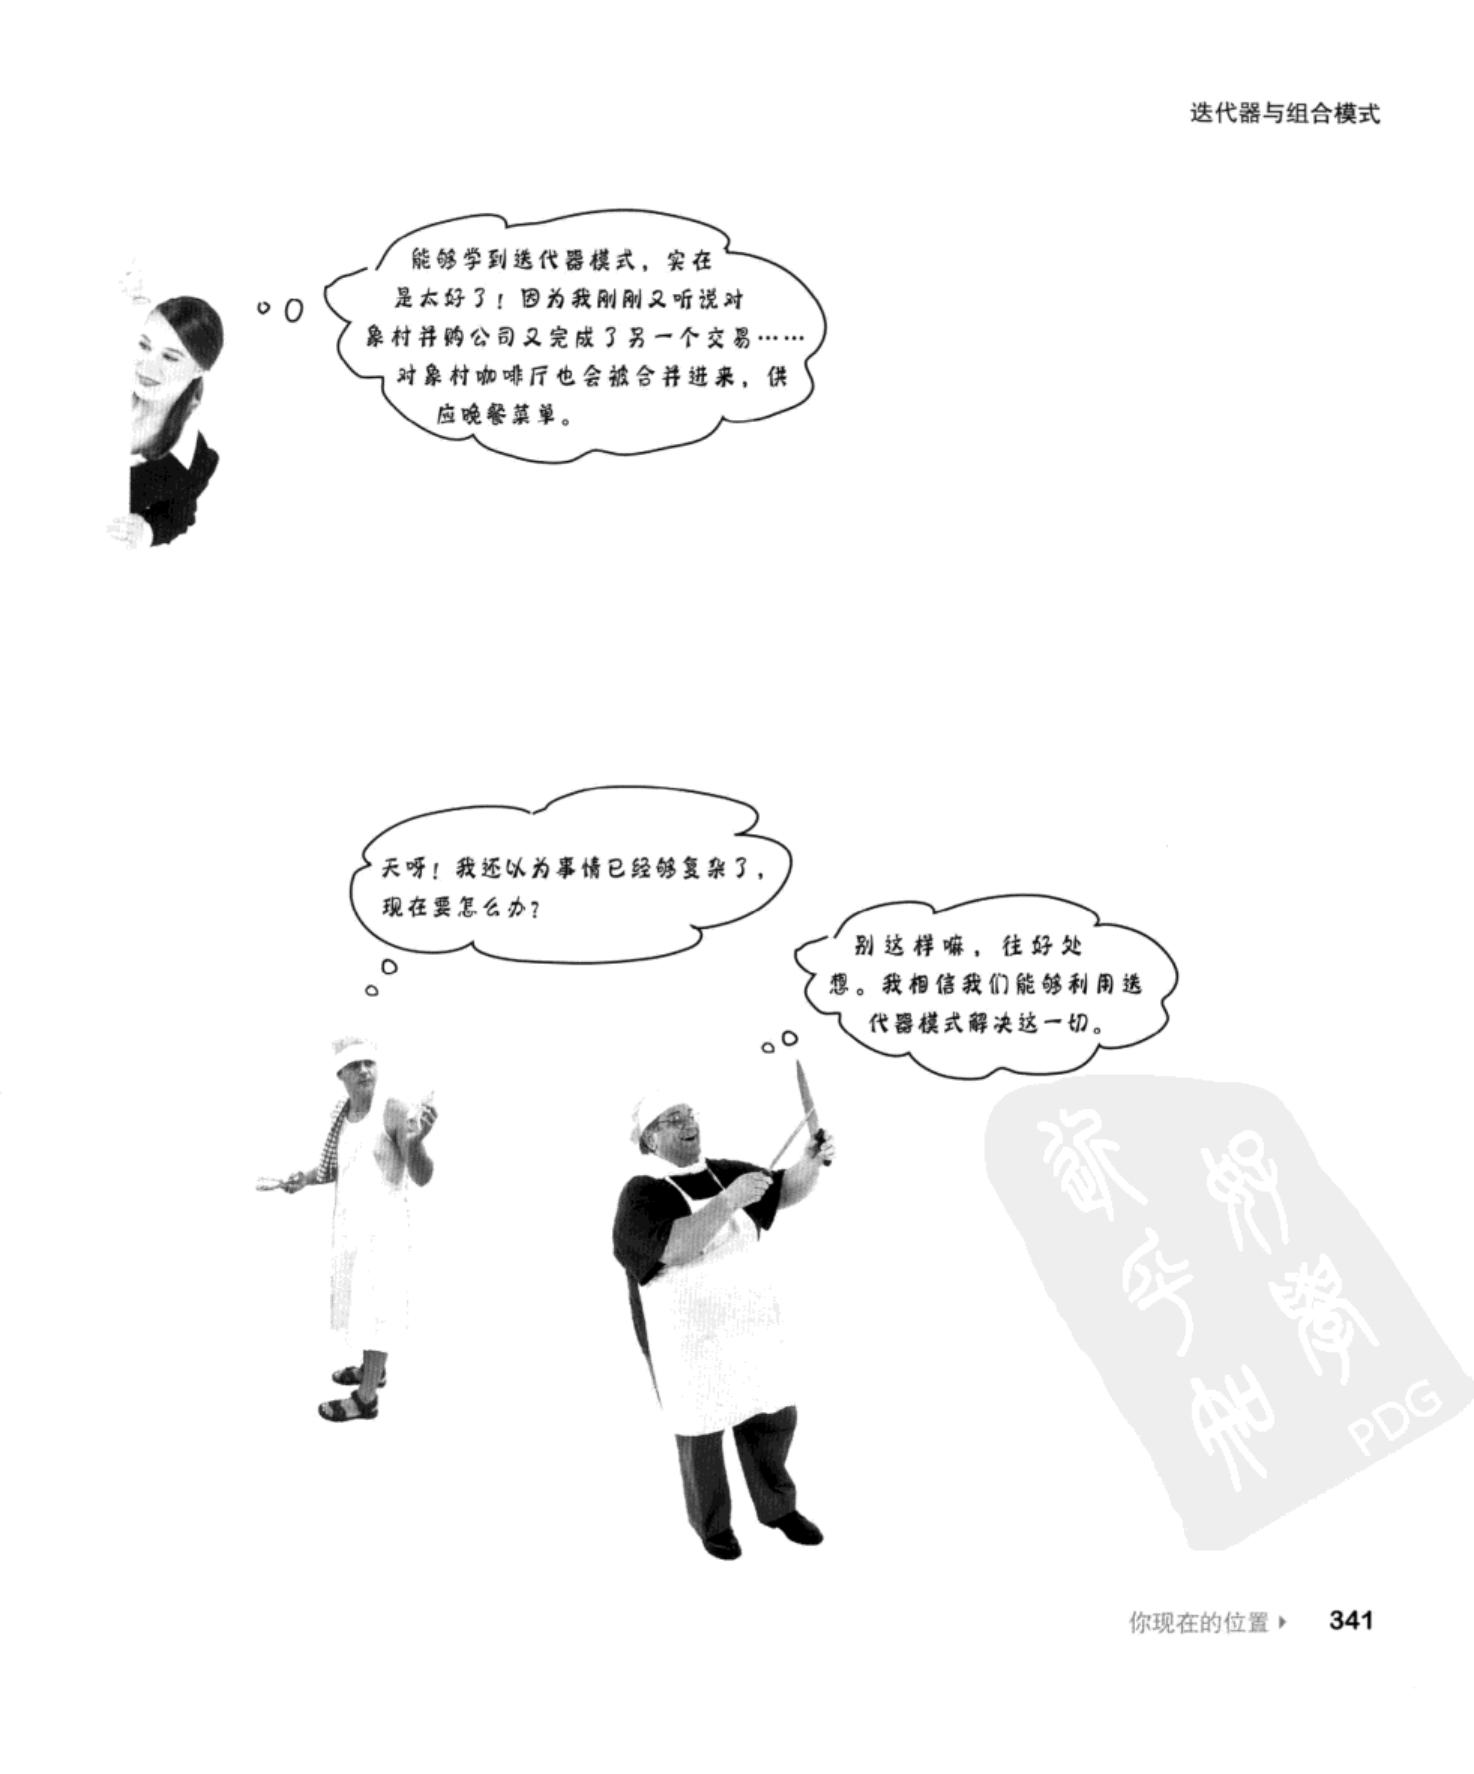 迭代器与组合模式
能够学到迭代器模式，实在
是太好了！因为我刚刚又听说对
象村并购公司又完成了另一个交易……
对象村咖啡厅也会被合并进来，供
应晚餐菜单。
天呀！我还以为事情已经够复杂了，
现在要怎么办？
别这样嘛，往好处
想。我相信我们能够利用迭
代器模式解决这一切。
PDG
你现在的位置 341